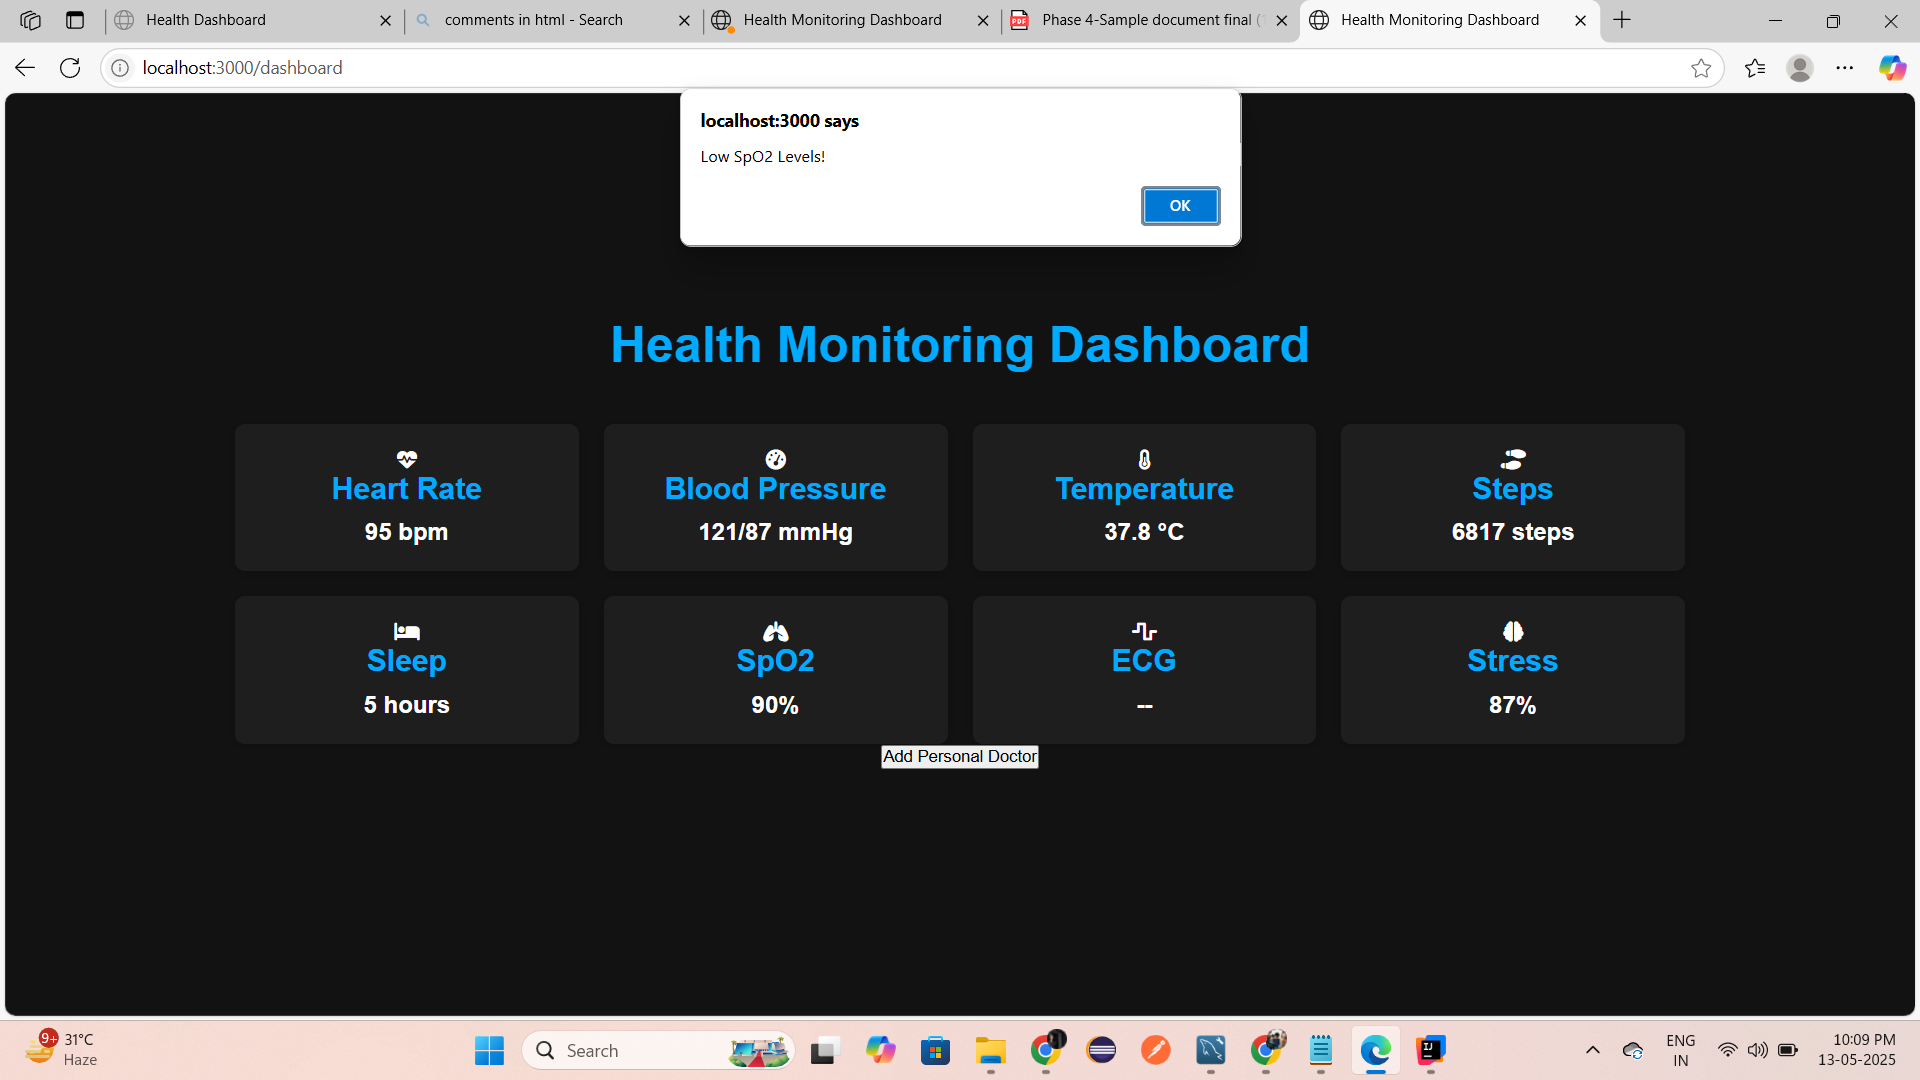 Health Dashboard
comments in html - Search
Health Monitoring Dashboard
PDF
Phase 4-Sample document final (1
Health Monitoring Dashboard
localhost:3000/dashboard
localhost:3000 says
Low SpO2 Levels!
OK
Health Monitoring Dashboard
Heart Rate
95 bpm
Blood Pressure
121/87 mmHg
Temperature
37.8 °C
Steps
6817 steps
Sleep
5 hours
SpO2
90%
ECG
--
Stress
87%
Add Personal Doctor
9+
31°C
Haze
Search
IJ
ENG
IN
10:09 PM
13-05-2025